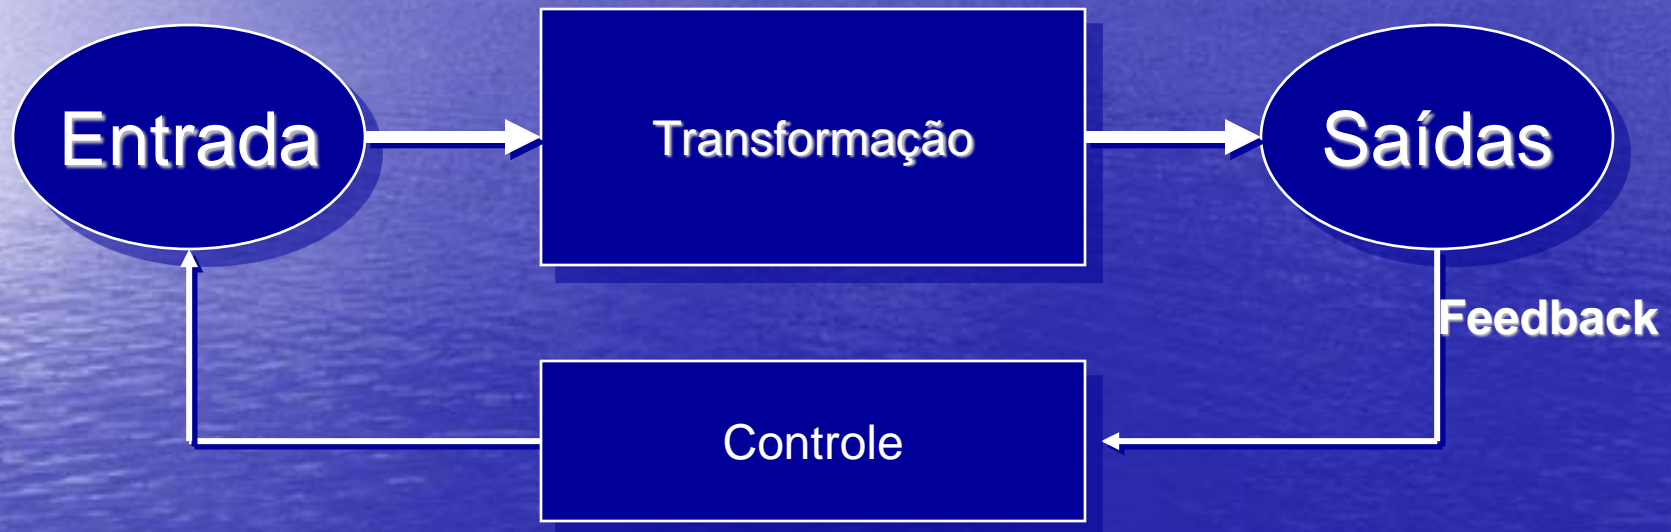 Entrada
Transformação
Saídas
Feedback
Controle